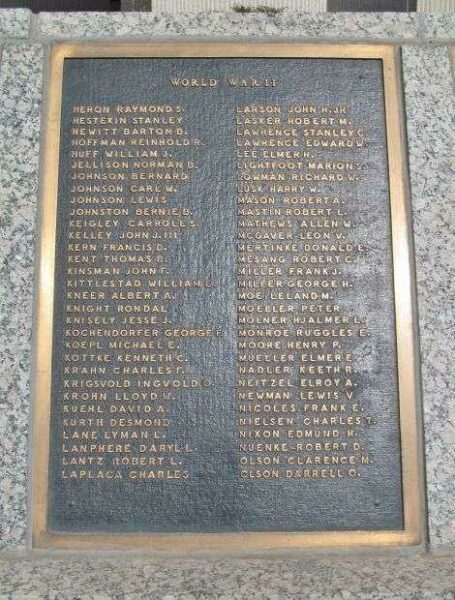 WORLD WAR II
HERON RAYMOND S.
HESTEKIN STANLEY
HEWITT BARTON B.
HOFFMAN REINHOLD R.
HUFF WILLIAM J.
JELLISON NORMAN B.
JOHNSON BERNARD
JOHNSON CARL W.
JOHNSON LEWIS
JOHNSTON BERNIE B.
KEIGLEY CARROLL S.
KELLEY JOHN J. III
KERN FRANCIS D.
KENT THOMAS R.
KINSMAN JOHN F.
KITTLESTAD WILLIAM L.
KNEER ALBERT A.
KNIGHT RONDAL
KNISELY JESSE J.
KOCHENDORFER GEORGE F.
KOEPL MICHAEL E.
KOTTKE KENNETH C.
KRAHN CHARLES F.
KRIGSVOLD INGVOLD O.
KROHN LLOYD W.
KUEHL DAVID A.
KURTH DESMOND
LANE LYMAN L.
LANPHERE DARYL L.
LANTZ ROBERT L.
LAPLACA CHARLES
LARSON JOHN H. JR.
LASKER ROBERT M.
LAWRENCE STANLEY C.
LAWRENCE EDWARD W.
LEE ELMER H.
LIGHTFOOT MARION S.
LOWMAN RICHARD W.
LUSK HARRY W.
MASON ROBERT A.
MASTIN ROBERT L.
MATHEWS ALLEN W.
MCGAVER LEON V.
MERTINKE DONALD L.
MESANG ROBERT C.
MILLER FRANK J.
MILLER GEORGE H.
MOE LELAND M.
MOELLER PETER
MOLNER HJALMER L.
MONROE RUGGLES E.
MOORE HENRY P.
MUELLER ELMER E.
NADLER KEETH R.
NEITZEL ELROY A.
NEWMAN LEWIS V.
NICOLES FRANK E.
NIELSEN CHARLES T.
NIXON EDMUND H.
NUENKE ROBERT D.
OLSON CLARENCE M.
OLSON DARRELL O.